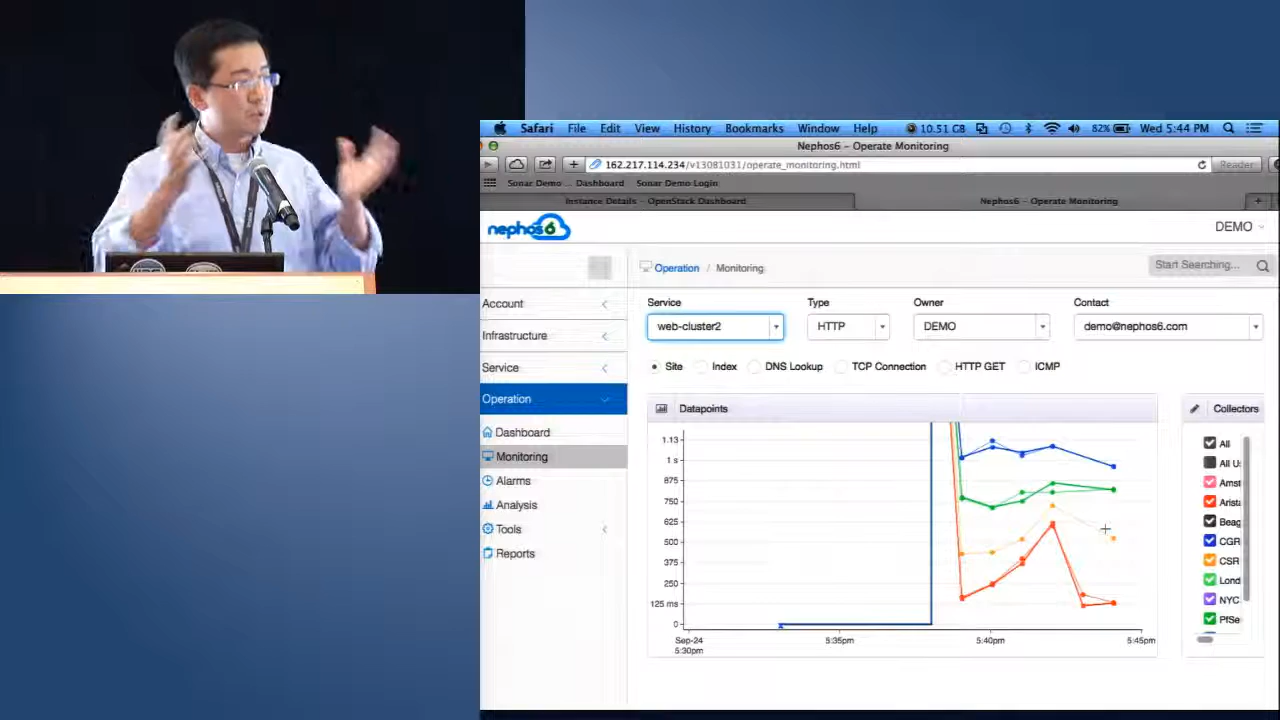 Safari File Edit View History Bookmarks Window Help 10.51 GB 82% Wed 5:44 PM
Nephos6 – Operate Monitoring
162.217.114.234/v13081031/operate_monitoring.html
Reader
Sonar Demo ... Dashboard Sonar Demo Login
Instance Details – OpenStack Dashboard
Nephos6 – Operate Monitoring
nephos6
DEMO
Operation / Monitoring
Start Searching...
Account
Infrastructure
Service
Operation
Dashboard
Monitoring
Alarms
Analysis
Tools
Reports
Service Type Owner Contact
web-cluster2 HTTP DEMO demo@nephos6.com
Site Index DNS Lookup TCP Connection HTTP GET ICMP
Datapoints
1.13
1 s
875
750
625
500
375
250
125 ms
0
Sep-24
5:30pm
5:35pm
5:40pm
5:45pm
Collectors
All
All U
Amst
Arist
Beag
CGR
CSR
Lond
NYC
PfSe